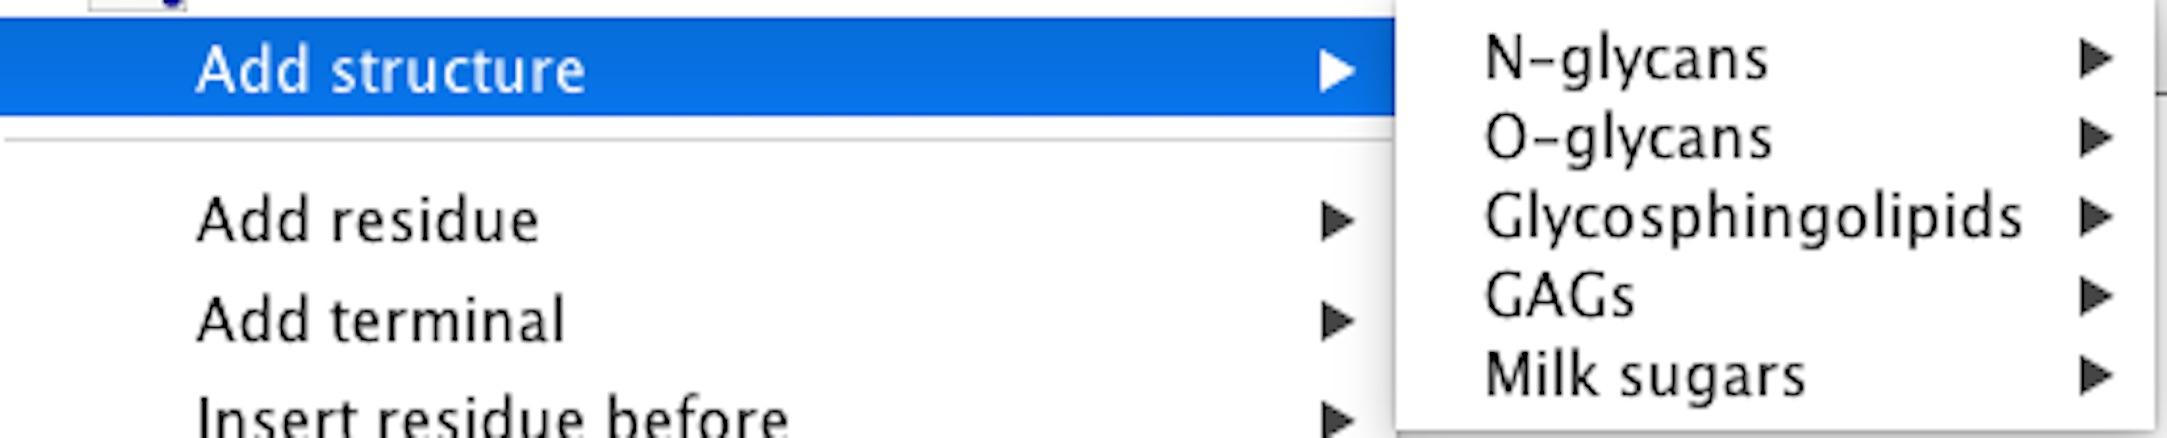 Add structure
Add residue
Add terminal
Insert residue before
N-glycans
O-glycans
Glycosphingolipids
GAGs
Milk sugars